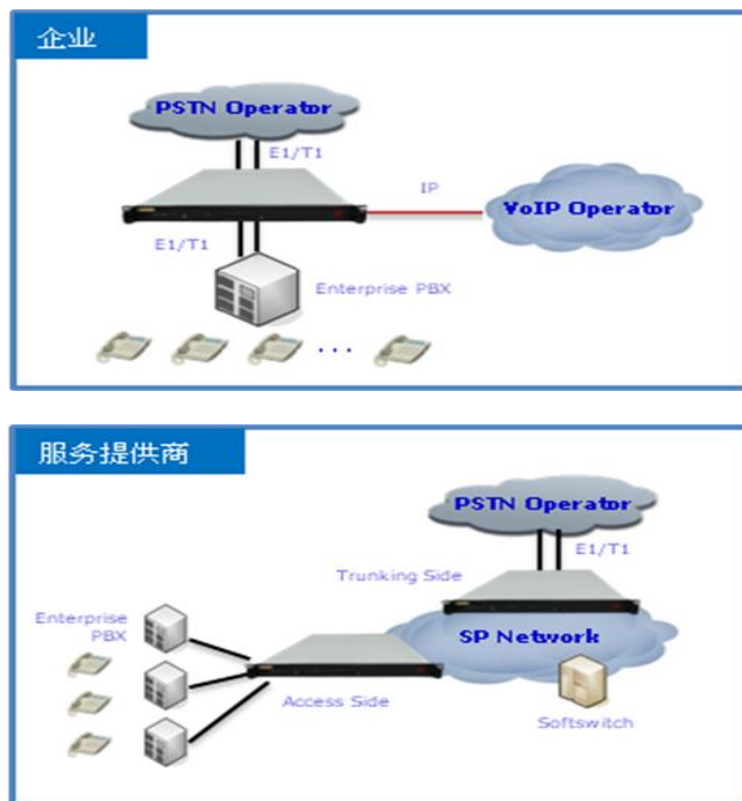 企业
PSTN Operator
E1/T1
IP
VoIP Operator
E1/T1
Enterprise PBX
...
服务提供商
PSTN Operator
E1/T1
Trunking Side
Enterprise
PBX
SP Network
Access Side
Softswitch